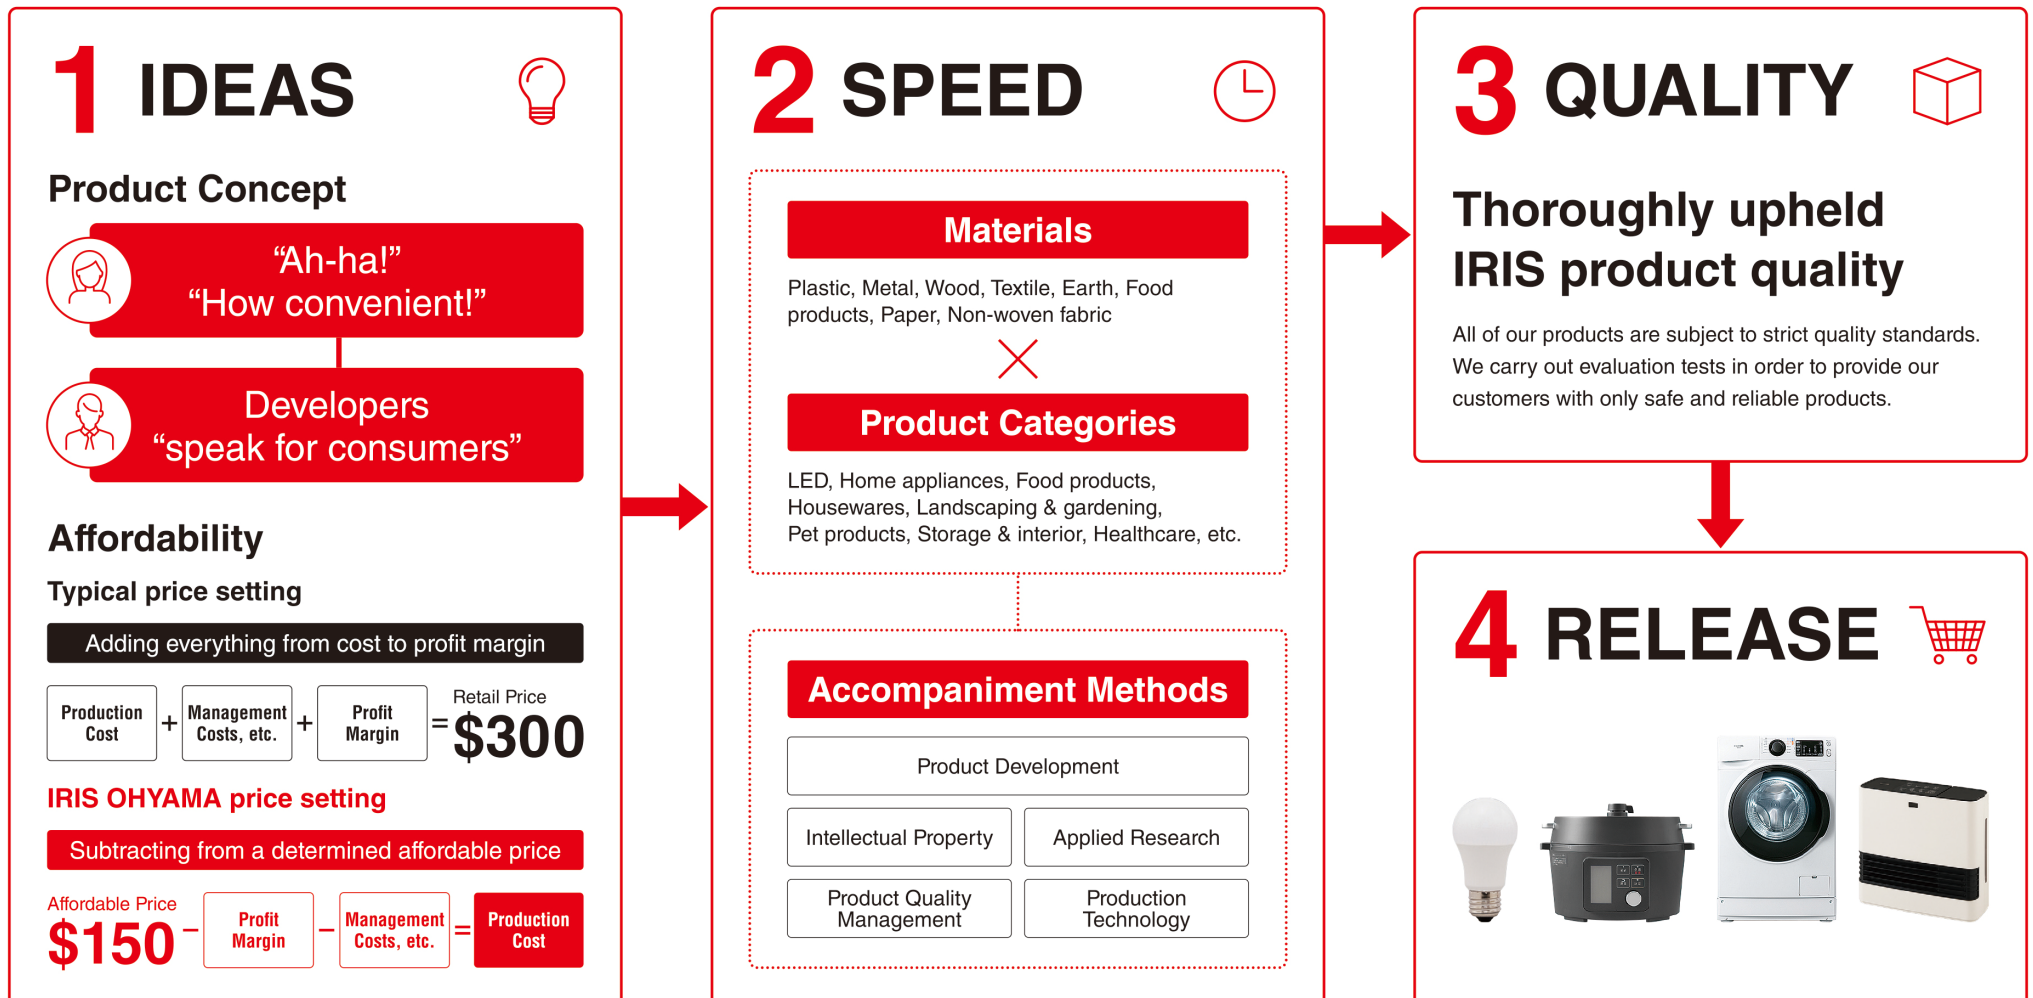 1 IDEAS
Product Concept
“Ah-ha!”
“How convenient!”
Developers
“speak for consumers”
Affordability
Typical price setting
Adding everything from cost to profit margin
Production
Cost
+
Management
Costs, etc.
+
Profit
Margin
=
Retail Price
$300
IRIS OHYAMA price setting
Subtracting from a determined affordable price
Affordable Price
$150
−
Profit
Margin
−
Management
Costs, etc.
=
Production
Cost
2 SPEED
Materials
Plastic, Metal, Wood, Textile, Earth, Food
products, Paper, Non-woven fabric
Product Categories
LED, Home appliances, Food products,
Housewares, Landscaping & gardening,
Pet products, Storage & interior, Healthcare, etc.
Accompaniment Methods
Product Development
Intellectual Property
Applied Research
Product Quality
Management
Production
Technology
3 QUALITY
Thoroughly upheld
IRIS product quality
All of our products are subject to strict quality standards.
We carry out evaluation tests in order to provide our
customers with only safe and reliable products.
4 RELEASE